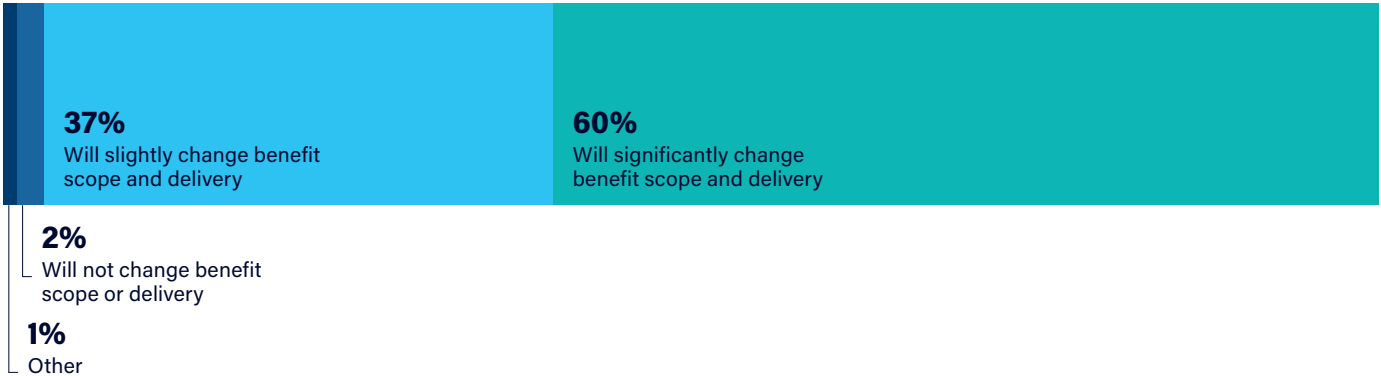 37%
Will slightly change benefit
scope and delivery
60%
Will significantly change
benefit scope and delivery
2%
Will not change benefit
scope or delivery
1%
Other